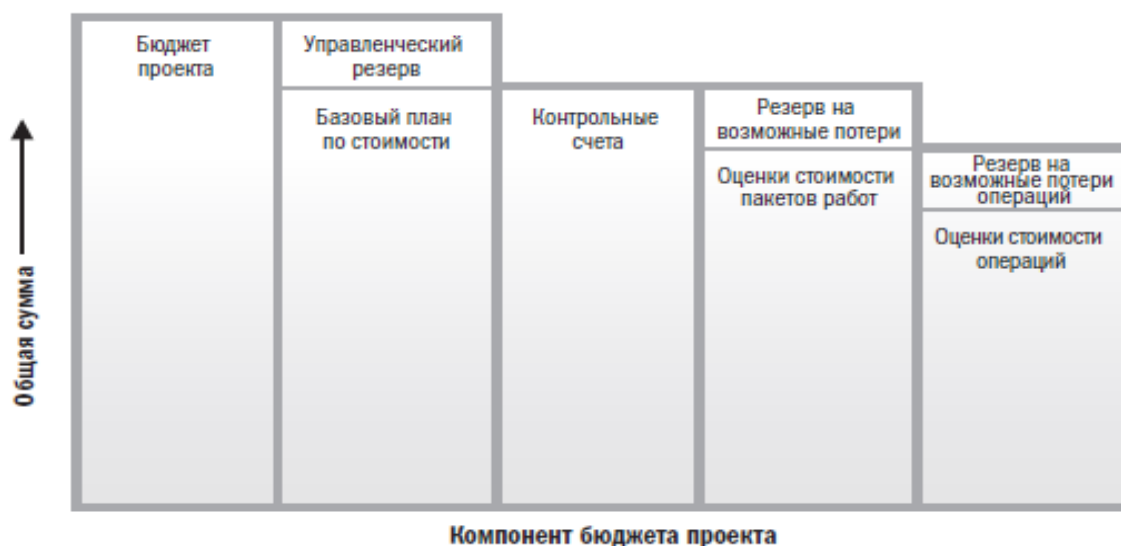 Бюджет
проекта
Управленческий
резерв
Базовый план
по стоимости
Контрольные
счета
Резерв на
возможные потери
Оценки стоимости
пакетов работ
Резерв на
возможные потери
операций
Оценки стоимости
операций
Общая сумма
Компонент бюджета проекта